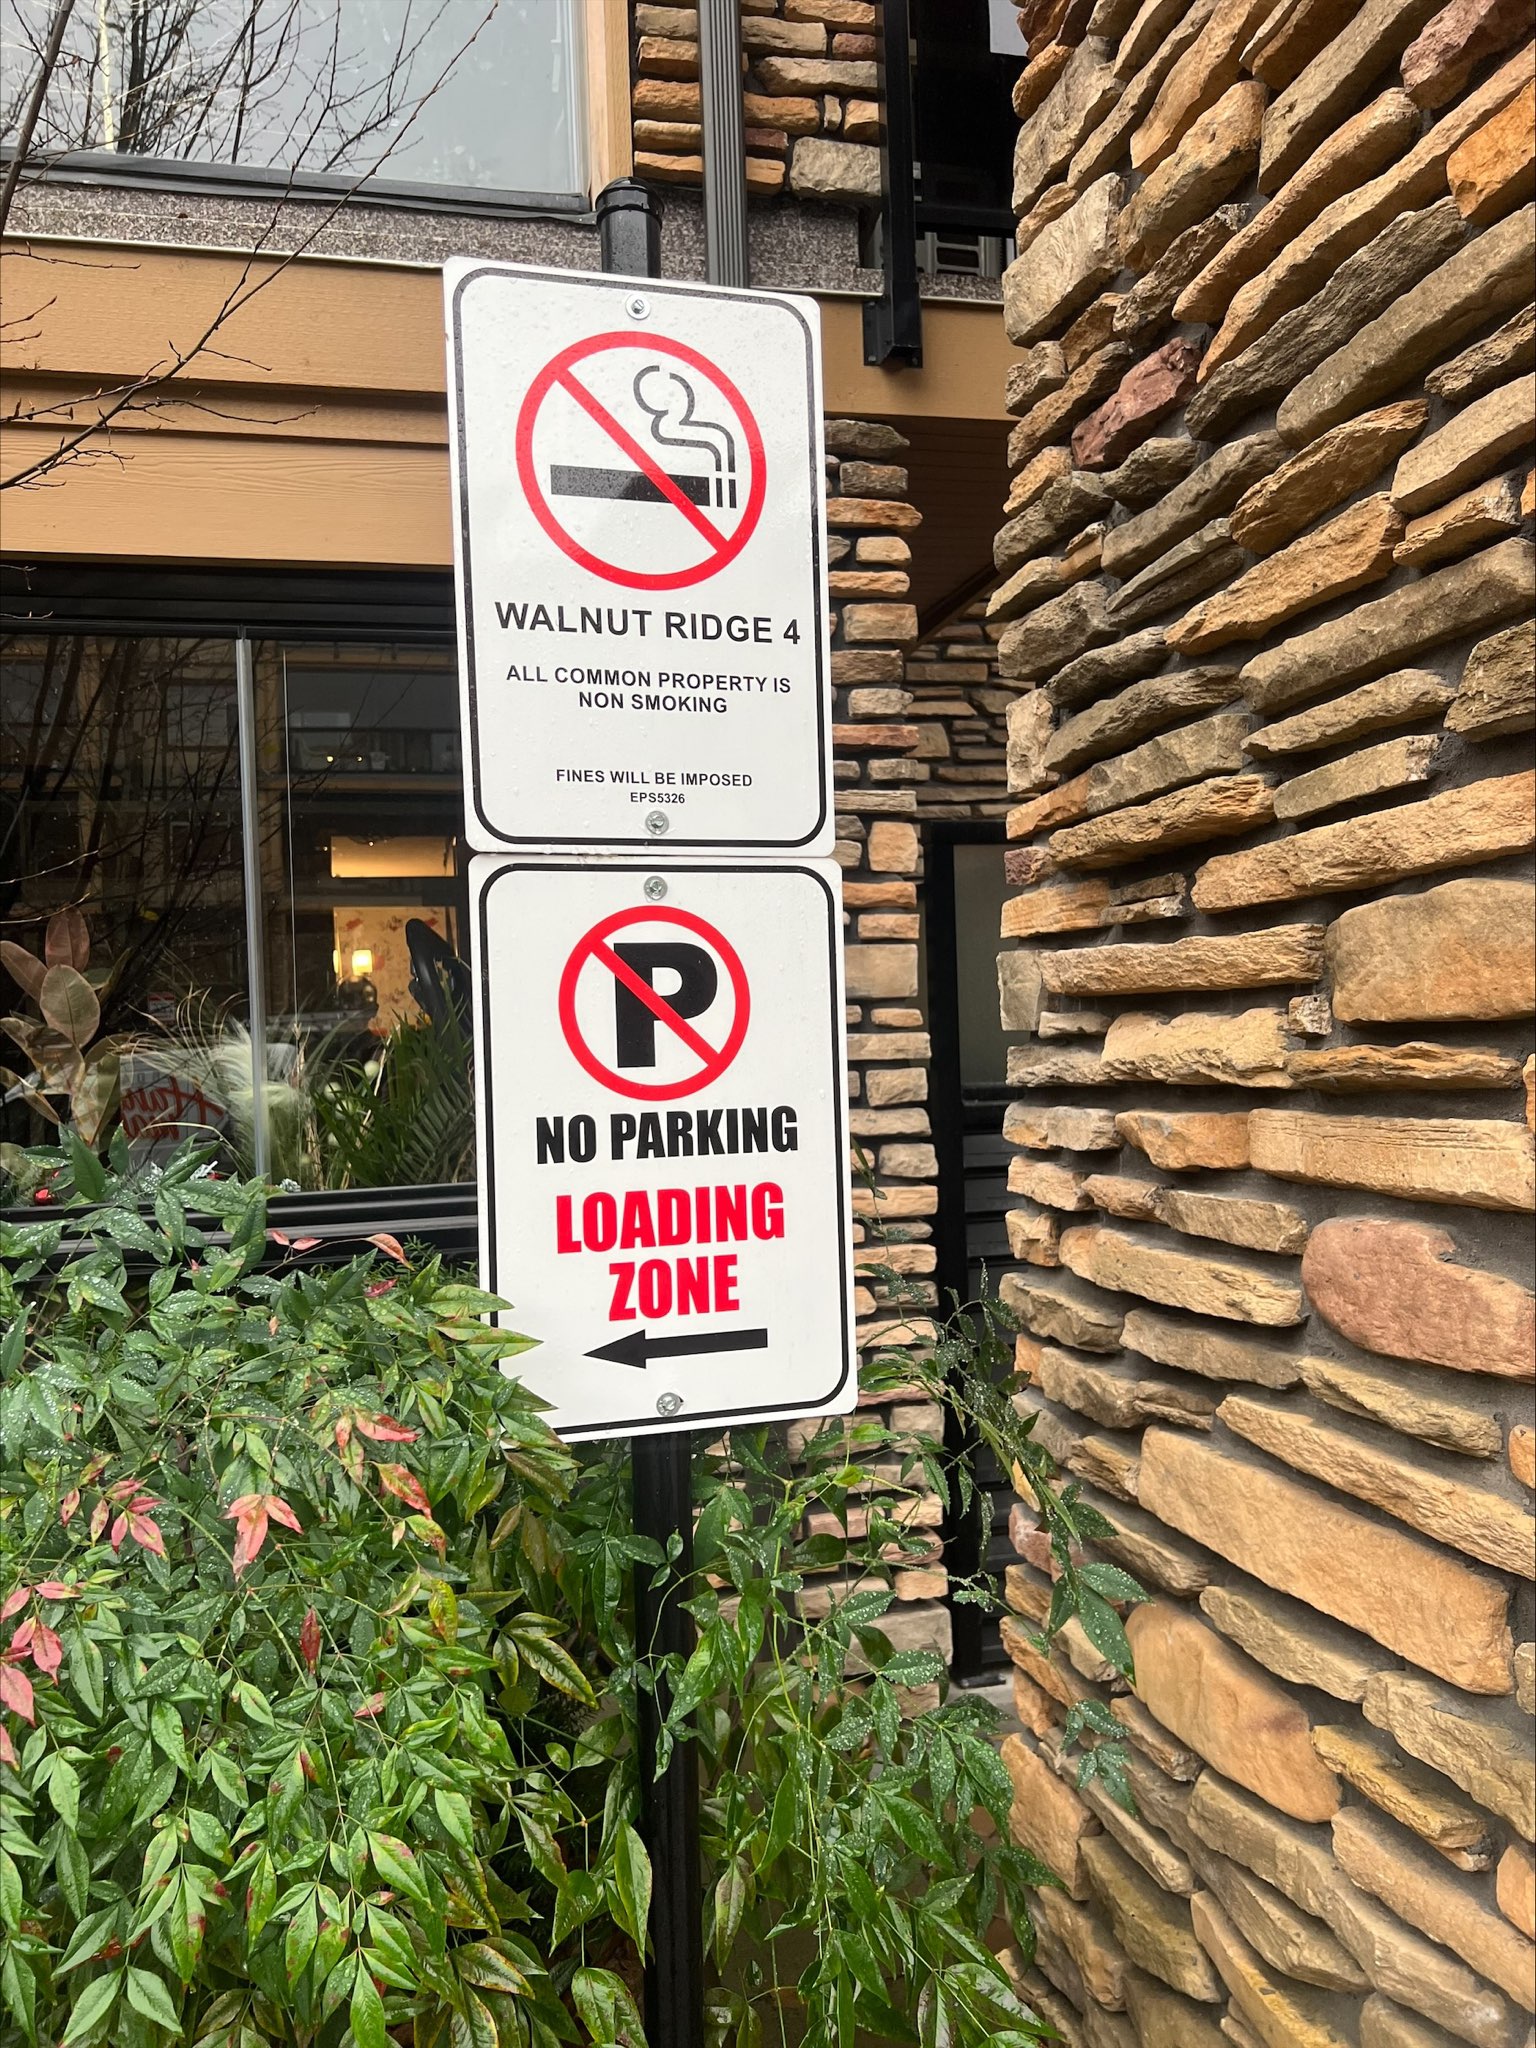 WALNUT RIDGE 4
ALL COMMON PROPERTY IS
NON SMOKING
FINES WILL BE IMPOSED
EPS5326
P
NO PARKING
LOADING
ZONE